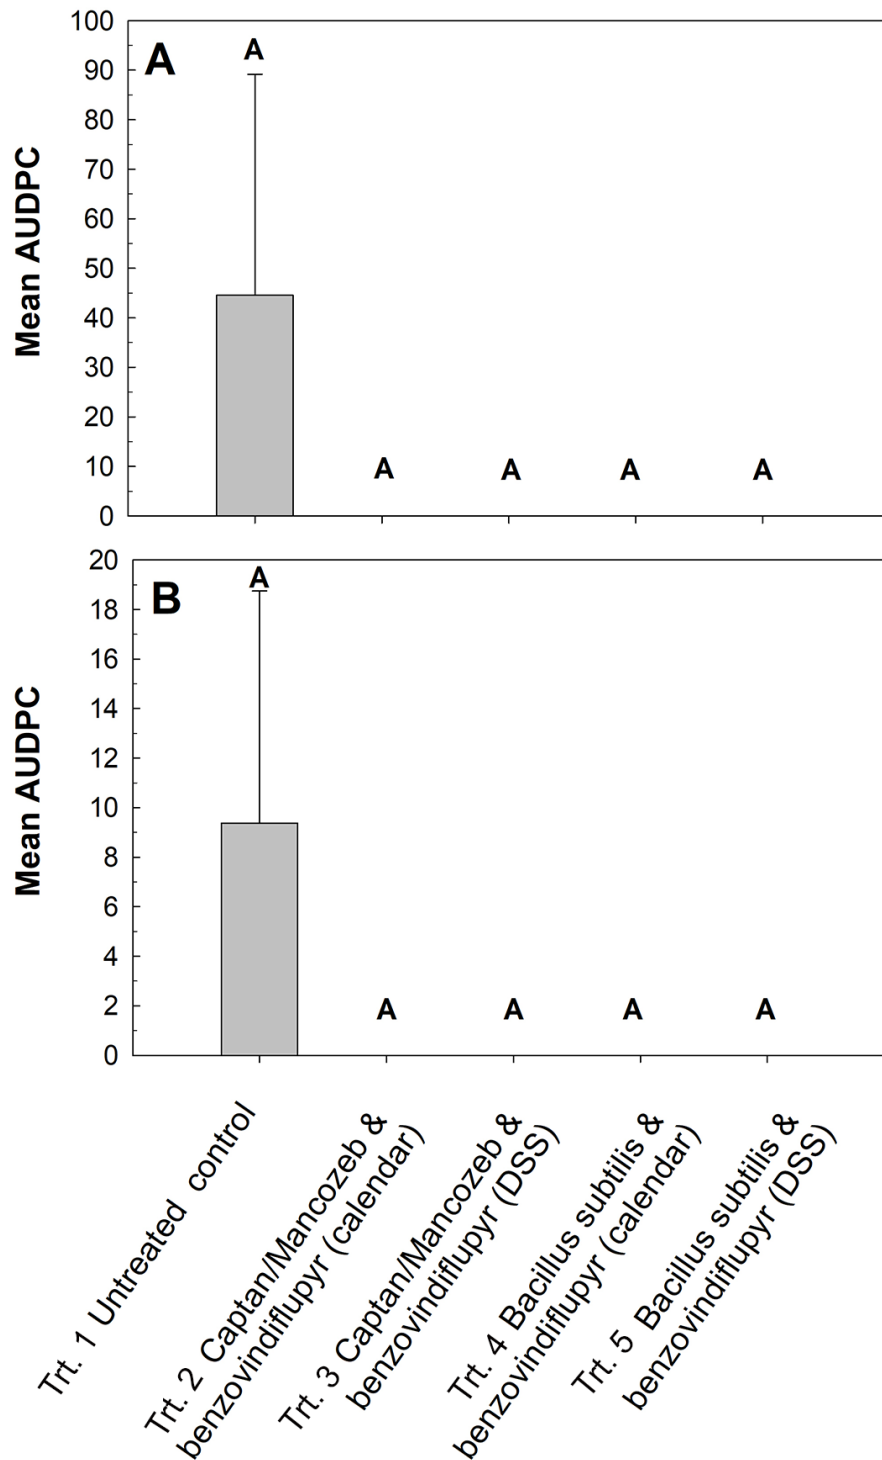 100
90
80
70
60
50
40
30
20
10
0
Mean AUDPC
A
A
A
A
A
A
20
18
16
14
12
10
8
6
4
2
0
Mean AUDPC
B
A
A
A
A
A
Trt. 1 Untreated control
Trt. 2 Captan/Mancozeb &
benzovindiflupyr (calendar)
Trt. 3 Captan/Mancozeb &
benzovindiflupyr (DSS)
Trt. 4 Bacillus subtilis &
benzovindiflupyr (calendar)
Trt. 5 Bacillus subtilis &
benzovindiflupyr (DSS)